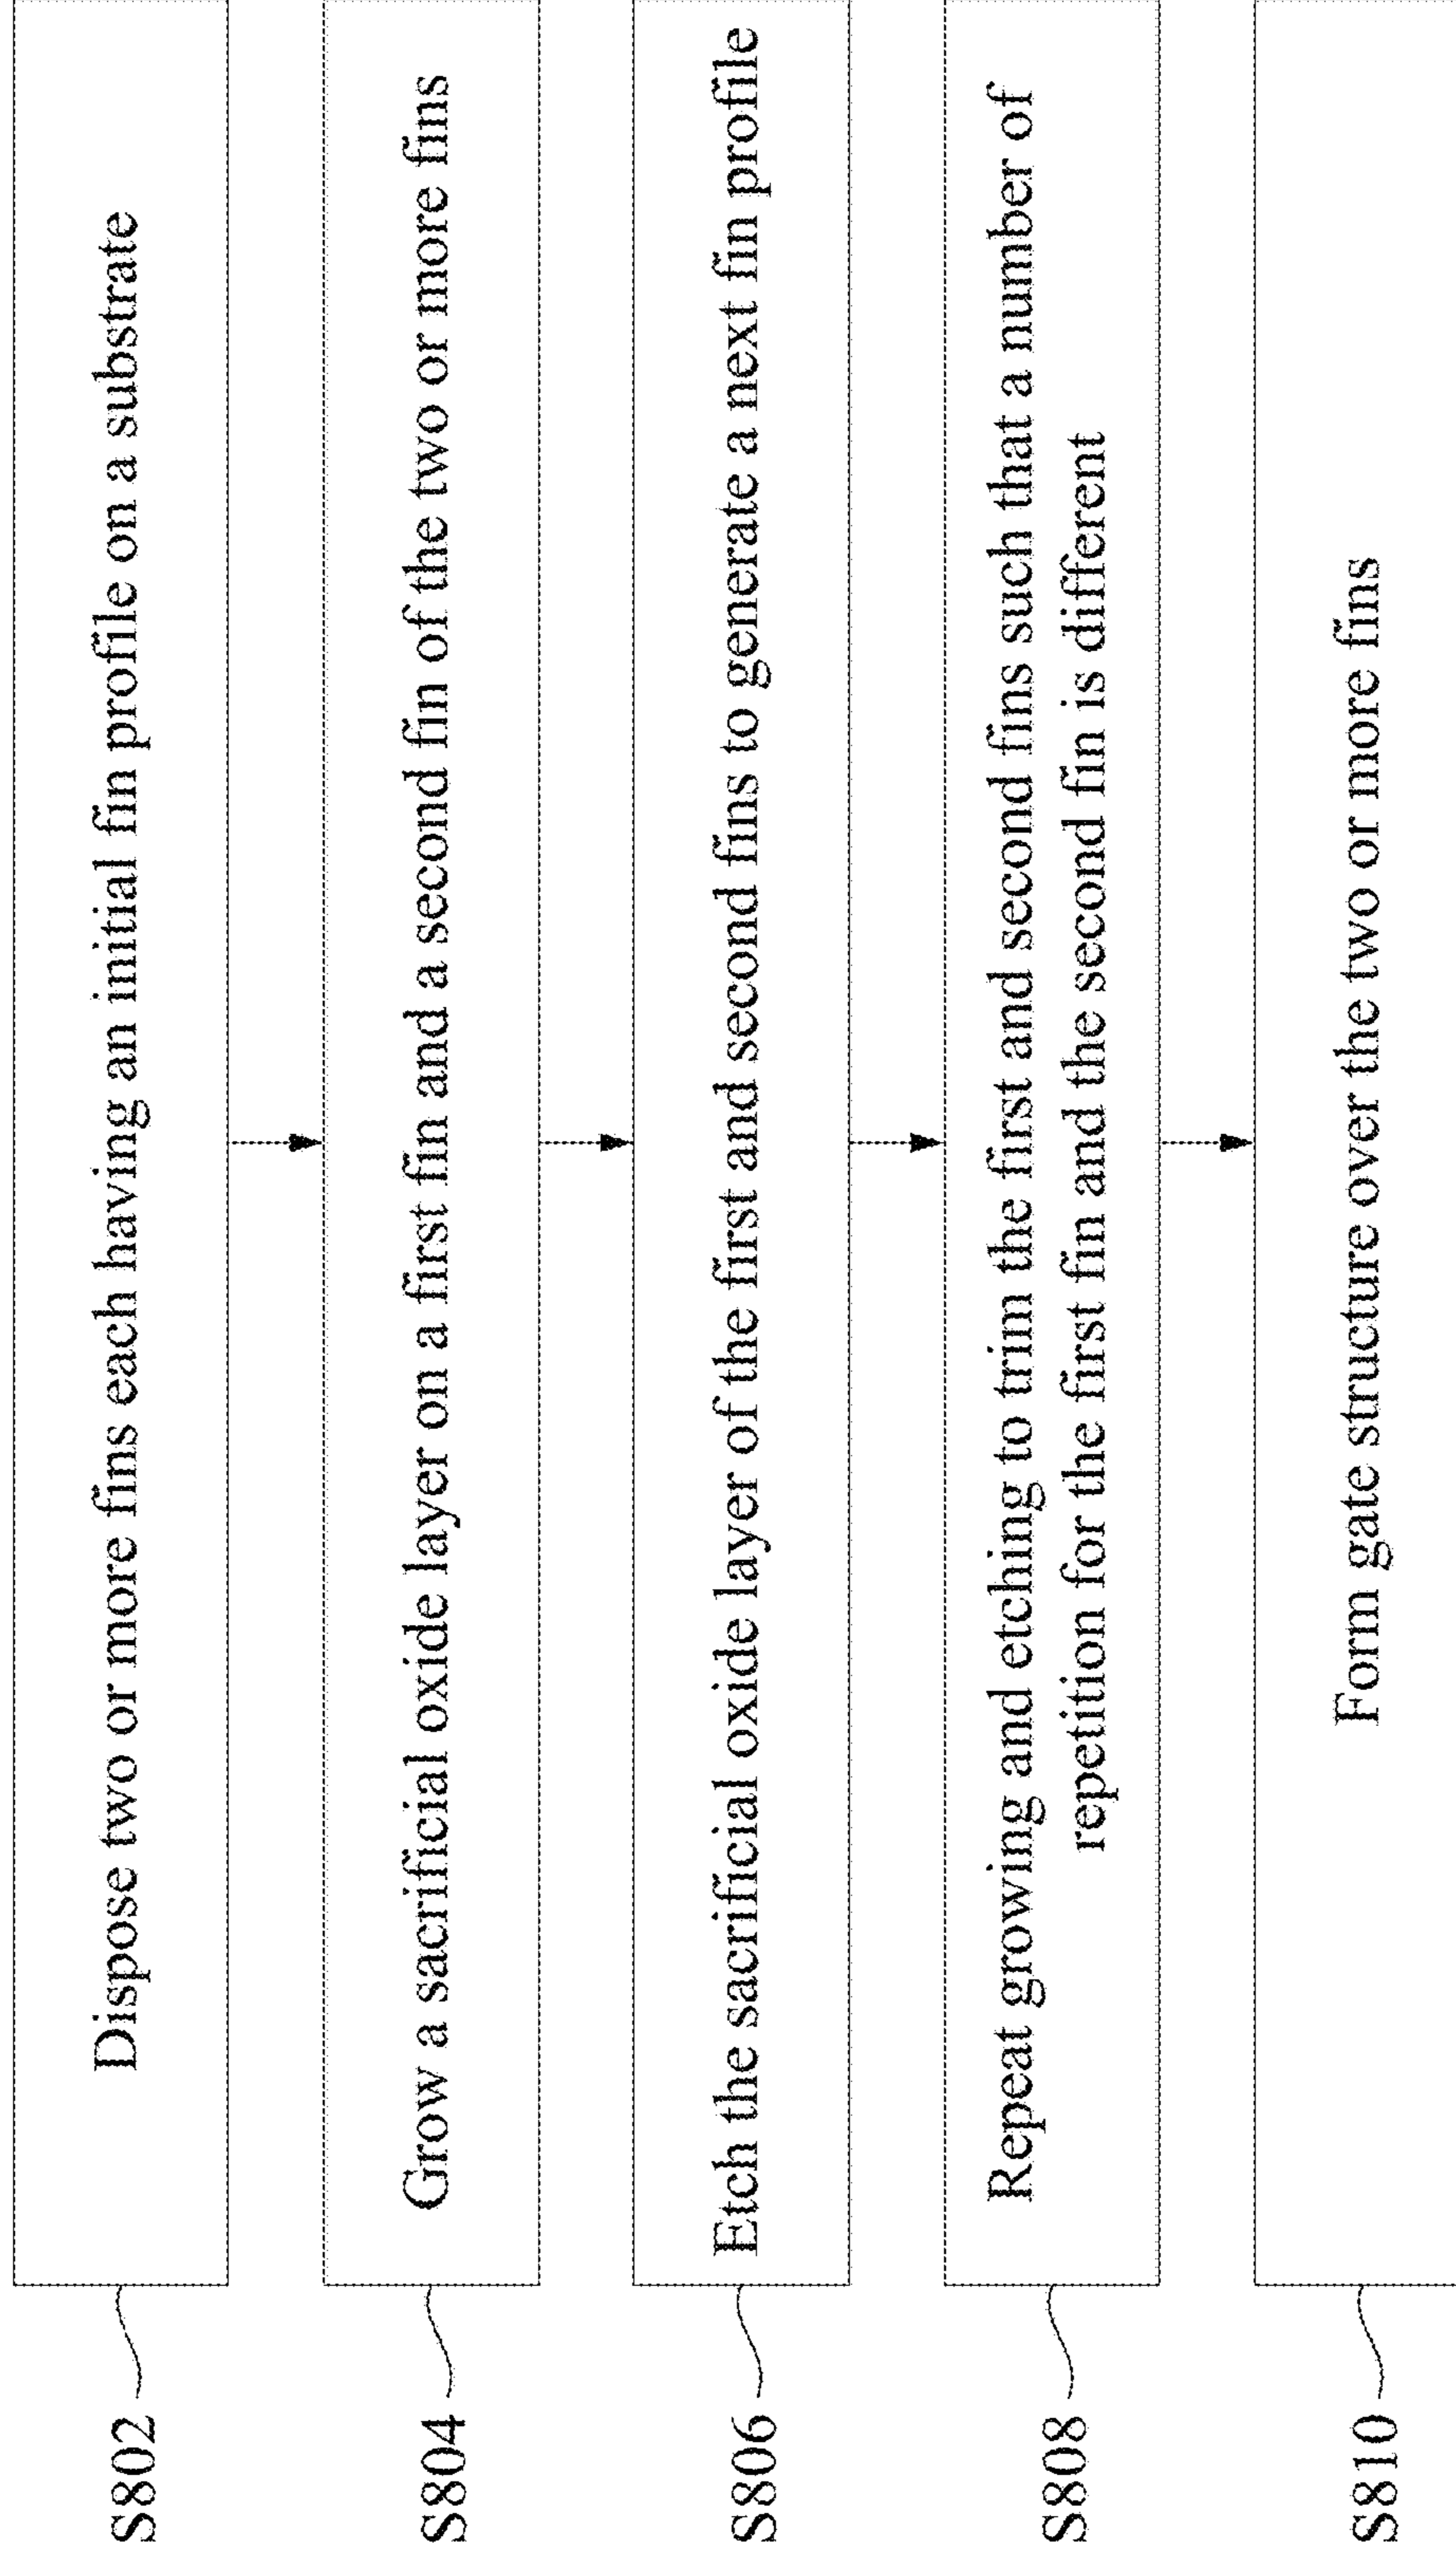 S802
Dispose two or more fins each having an initial fin profile on a substrate
S804
Grow a sacrificial oxide layer on a first fin and a second fin of the two or more fins
S806
Etch the sacrificial oxide layer of the first and second fins to generate a next fin profile
S808
Repeat growing and etching to trim the first and second fins such that a number of
repetition for the first fin and the second fin is different
S810
Form gate structure over the two or more fins